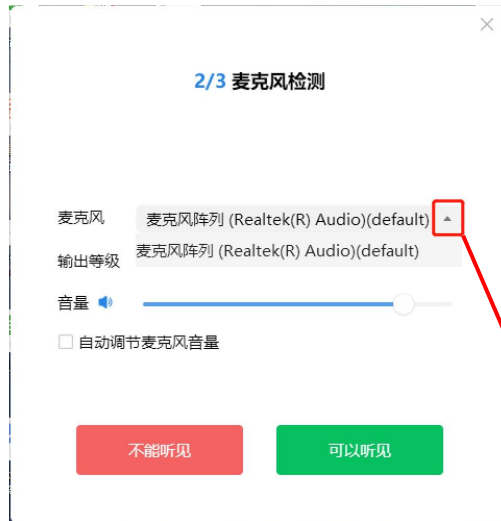 2/3 麦克风检测
麦克风 麦克风阵列 (Realtek(R) Audio)(default)
麦克风阵列 (Realtek(R) Audio)(default)
输出等级
音量
自动调节麦克风音量
不能听见 可以听见